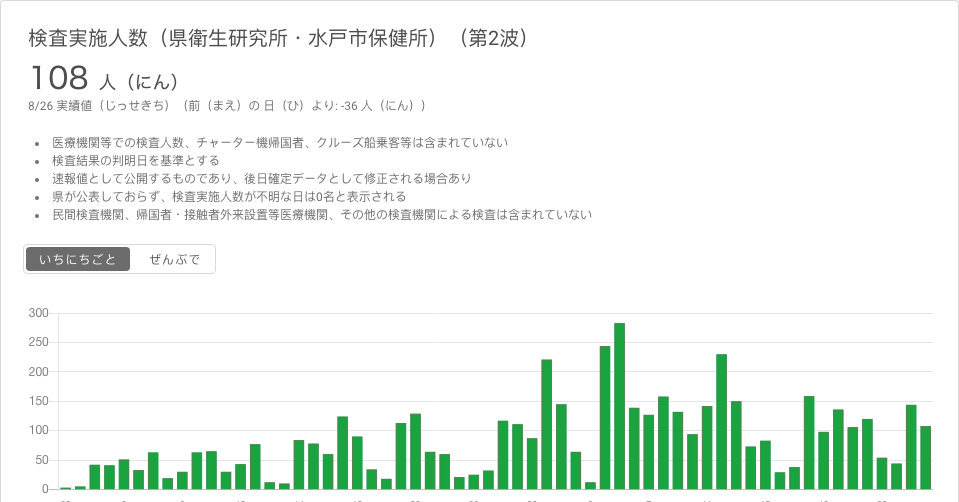 検査実施人数（県衛生研究所・水戸市保健所）（第2波）
108 人（にん）
8/26 実績値（じっせきち）（前（まえ）の 日（ひ）より: -36 人（にん））
医療機関等での検査人数、チャーター機帰国者、クルーズ船乗客等は含まれていない
検査結果の判明日を基準とする
速報値として公開するものであり、後日確定データとして修正される場合あり
県が公表しておらず、検査実施人数が不明な日は0名と表示される
民間検査機関、帰国者・接触者外来設置等医療機関、その他の検査機関による検査は含まれていない
いちにちごと ぜんぶで
300
250
200
150
100
50
0